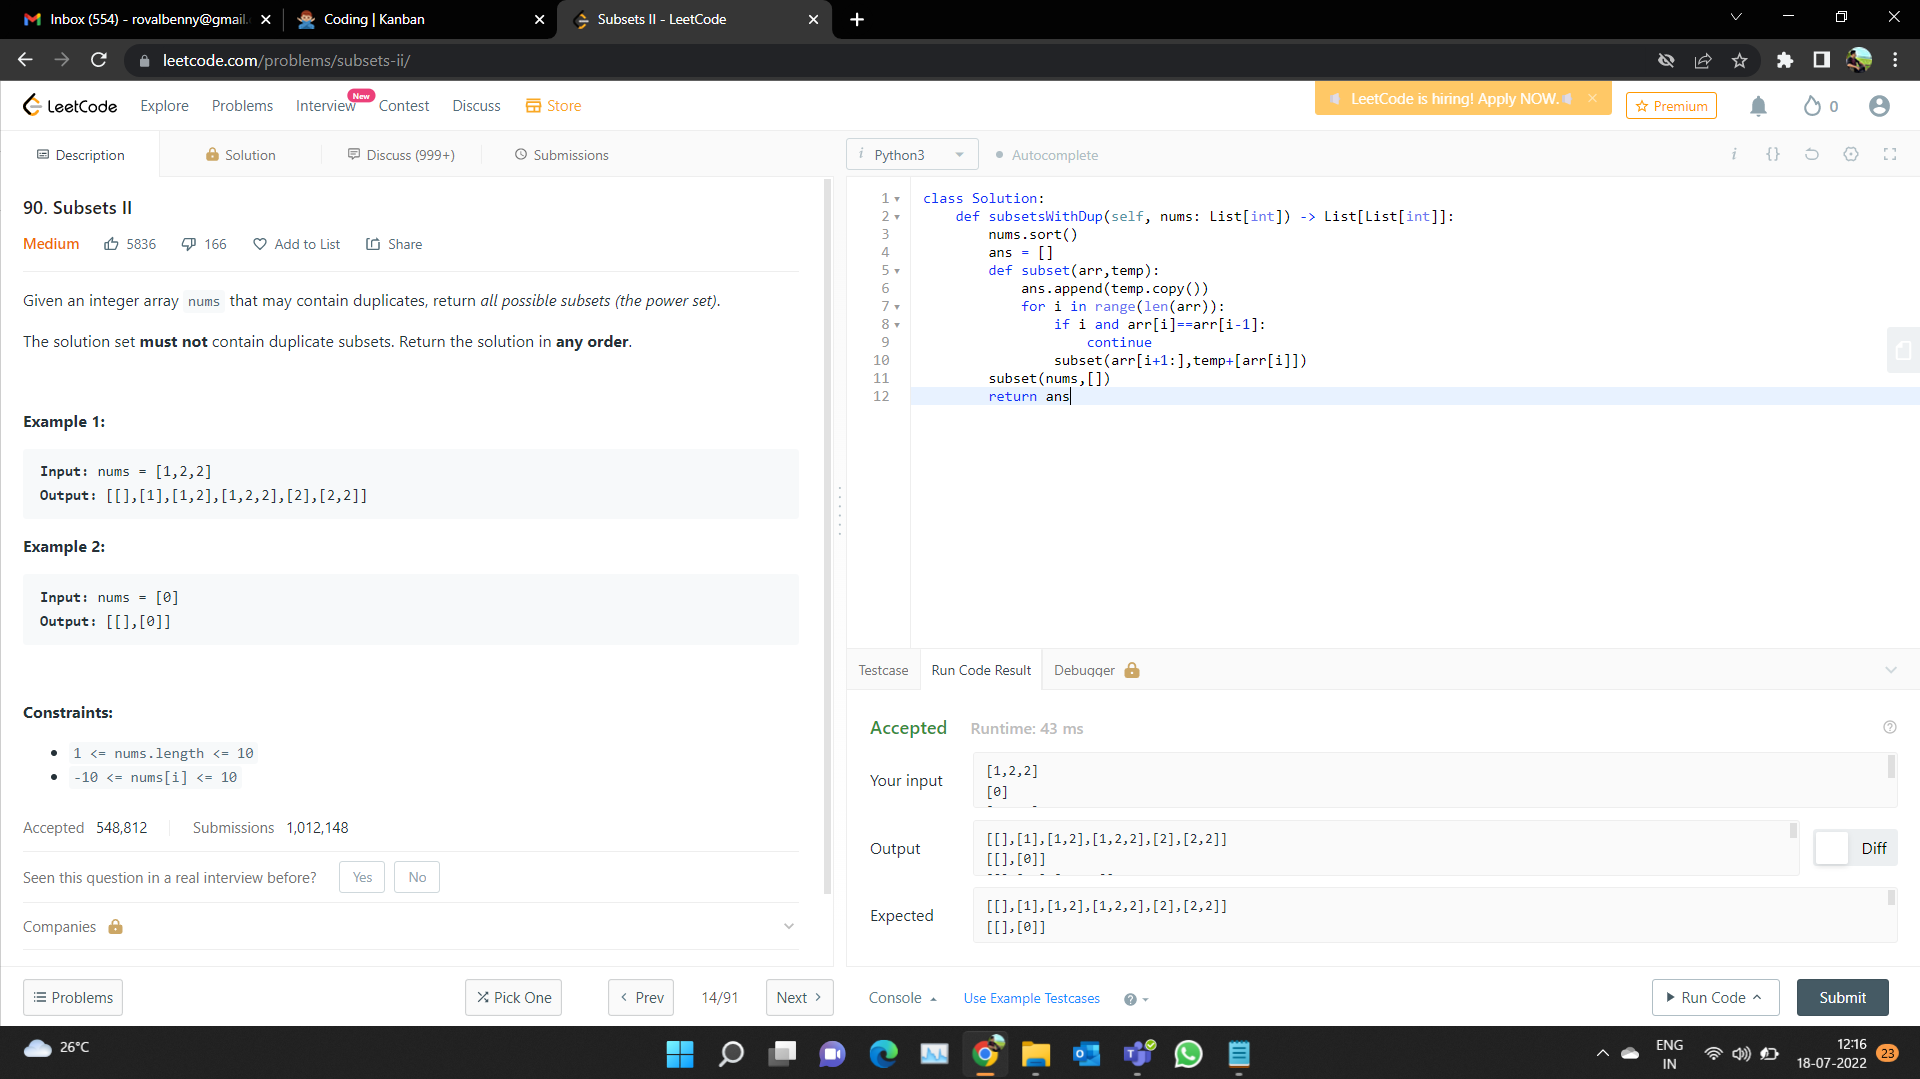 Inbox (554) - rovalbenny@gmail.
Coding | Kanban
Subsets II - LeetCode
leetcode.com/problems/subsets-ii/
LeetCode
Explore
Problems
Interview
New
Contest
Discuss
Store
LeetCode is hiring! Apply NOW.
Premium
0
Description
Solution
Discuss (999+)
Submissions
Python3
Autocomplete
90. Subsets II
Medium
5836
166
Add to List
Share
Given an integer array nums that may contain duplicates, return all possible subsets (the power set).
The solution set must not contain duplicate subsets. Return the solution in any order.
Example 1:
Input: nums = [1,2,2]
Output: [[],[1],[1,2],[1,2,2],[2],[2,2]]
Example 2:
Input: nums = [0]
Output: [[],[0]]
Constraints:
1 <= nums.length <= 10
-10 <= nums[i] <= 10
Accepted 548,812
Submissions 1,012,148
Seen this question in a real interview before?
Yes
No
Companies
Problems
Pick One
Prev
14/91
Next
1 class Solution:
2 def subsetsWithDup(self, nums: List[int]) -> List[List[int]]:
3 nums.sort()
4 ans = []
5 def subset(arr,temp):
6 ans.append(temp.copy())
7 for i in range(len(arr)):
8 if i and arr[i]==arr[i-1]:
9 continue
10 subset(arr[i+1:],temp+[arr[i]])
11 subset(nums,[])
12 return ans
Testcase
Run Code Result
Debugger
Accepted
Runtime: 43 ms
Your input
[1,2,2]
[0]
Output
[[],[1],[1,2],[1,2,2],[2],[2,2]]
[[],[0]]
Diff
Expected
[[],[1],[1,2],[1,2,2],[2],[2,2]]
[[],[0]]
Console
Use Example Testcases
Run Code
Submit
26°C
ENG
IN
12:16
18-07-2022
23